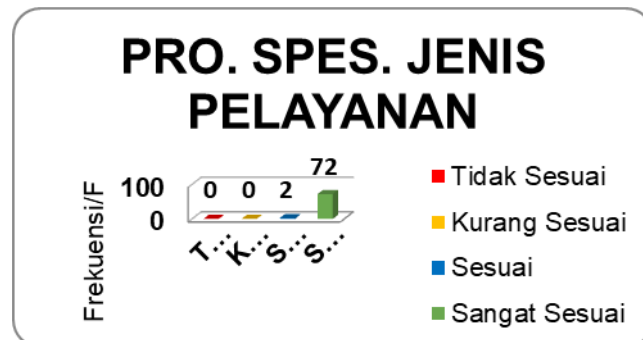 PRO. SPES. JENIS
PELAYANAN
Frekuensi/F
100
0
0 0 2 72
T...
K...
S...
S...
Tidak Sesuai
Kurang Sesuai
Sesuai
Sangat Sesuai